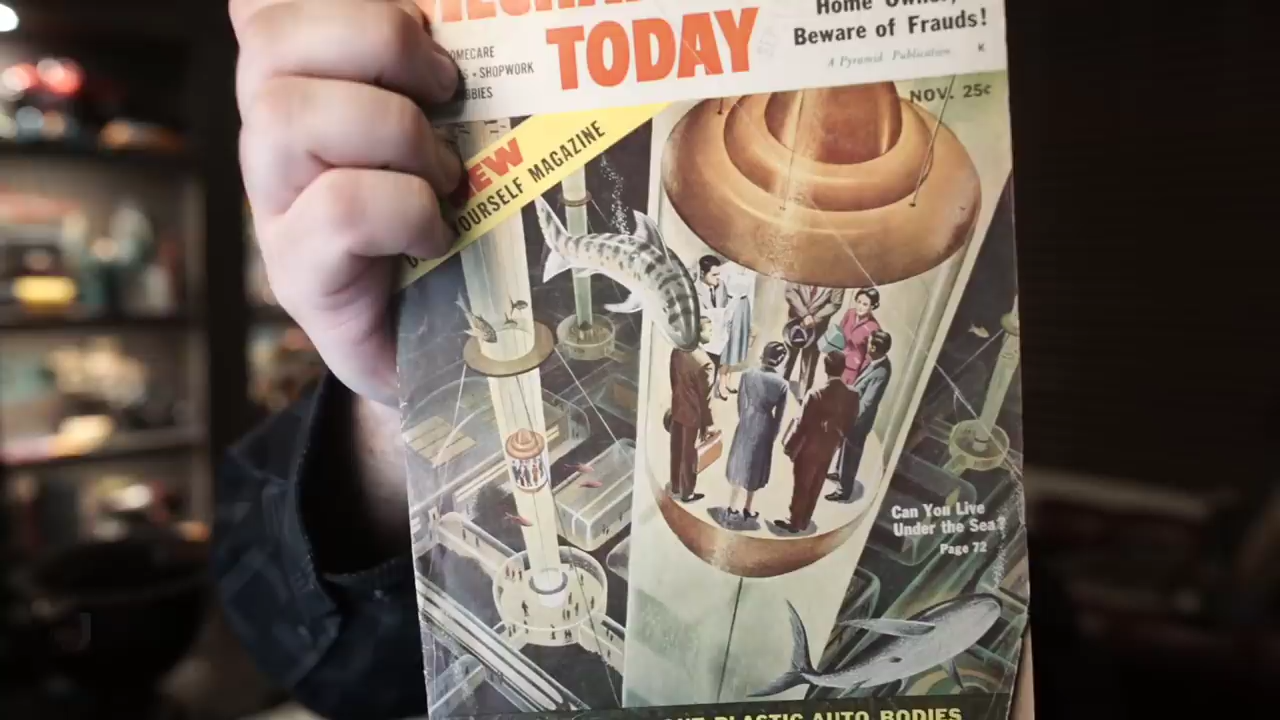 TODAY
Home Owner,
Beware of Frauds!
A Pyramid Publication
K
OMECARE
S • SHOPWORK
BBIES
NOV. 25¢
EW
YOURSELF MAGAZINE
Can You Live
Under the Sea?
Page 72
PLASTIC AUTO BODIES